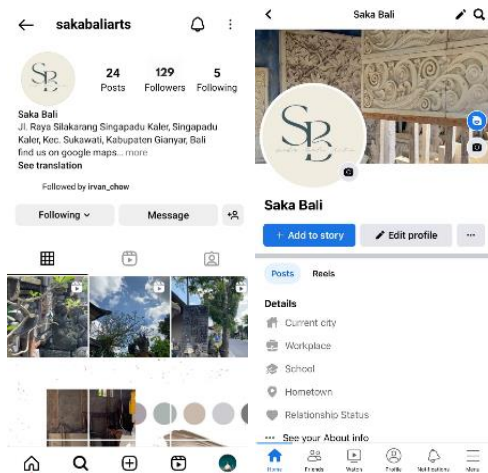 sakabaliarts
SB
24
129
5
Posts
Followers
Following
Saka Bali
Jl. Raya Silakarang Singapadu Kaler, Singapadu
Kaler, Kec. Sukawati, Kabupaten Gianyar, Bali
find us on google maps... more
See translation
Followed by irvan_chow
Following
Message
Saka Bali
SB
Saka Bali
+ Add to story
Edit profile
Posts
Reels
Details
Current city
Workplace
School
Hometown
Relationship Status
See your About info
Home
Friends
Watch
Profile
Notifications
Menu